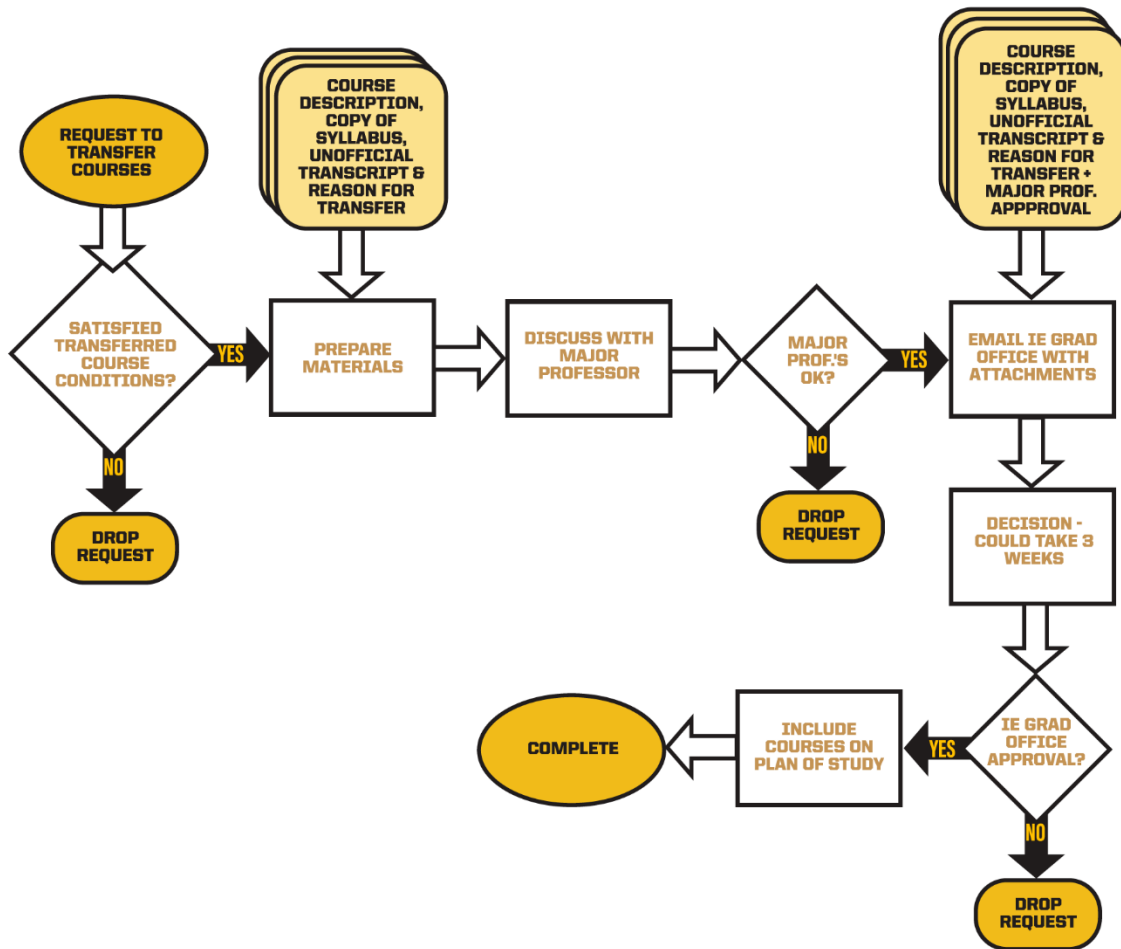 REQUEST TO
TRANSFER
COURSES
COURSE
DESCRIPTION,
COPY OF
SYLLABUS,
UNOFFICIAL
TRANSCRIPT &
REASON FOR
TRANSFER
COURSE
DESCRIPTION,
COPY OF
SYLLABUS,
UNOFFICIAL
TRANSCRIPT &
REASON FOR
TRANSFER +
MAJOR PROF.
APPPROVAL
SATISFIED
TRANSFERRED
COURSE
CONDITIONS?
YES
PREPARE
MATERIALS
DISCUSS WITH
MAJOR
PROFESSOR
MAJOR
PROF.'S
OK?
YES
EMAIL IE GRAD
OFFICE WITH
ATTACHMENTS
NO
DROP
REQUEST
NO
DROP
REQUEST
DECISION -
COULD TAKE 3
WEEKS
IE GRAD
OFFICE
APPROVAL?
YES
INCLUDE
COURSES ON
PLAN OF STUDY
COMPLETE
NO
DROP
REQUEST